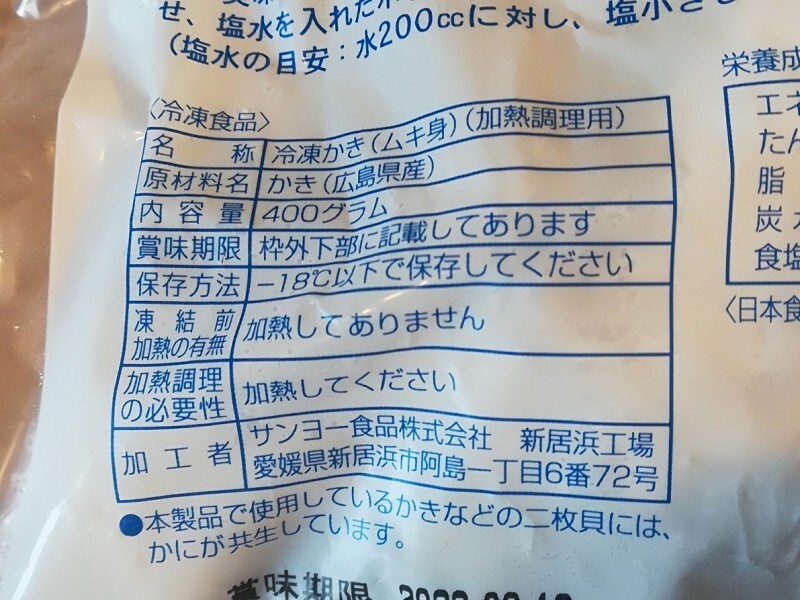 せ、塩水を入れた
(塩水の目安：水200ccに対し、塩小さじ
〈冷凍食品〉
名称 冷凍かき(ムキ身)(加熱調理用)
原材料名 かき(広島県産)
内容量 400グラム
賞味期限 枠外下部に記載してあります
保存方法 -18℃以下で保存してください
凍結前
加熱の有無 加熱してありません
加熱調理
の必要性 加熱してください
加工者 サンヨー食品株式会社 新居浜工場
愛媛県新居浜市阿島一丁目6番72号
●本製品で使用しているかきなどの二枚貝には、
かにが共生しています。
賞味期限
栄養成
エネ
たん
脂
炭水
食塩
〈日本食